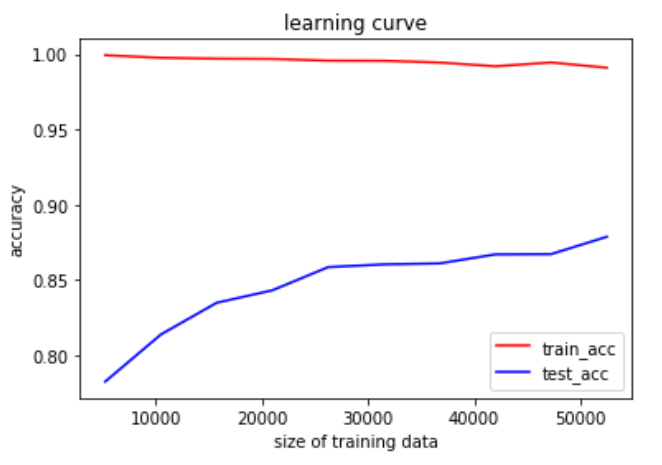 learning curve
1.00
0.95
0.90
0.85
0.80
accuracy
train_acc
test_acc
10000 20000 30000 40000 50000
size of training data